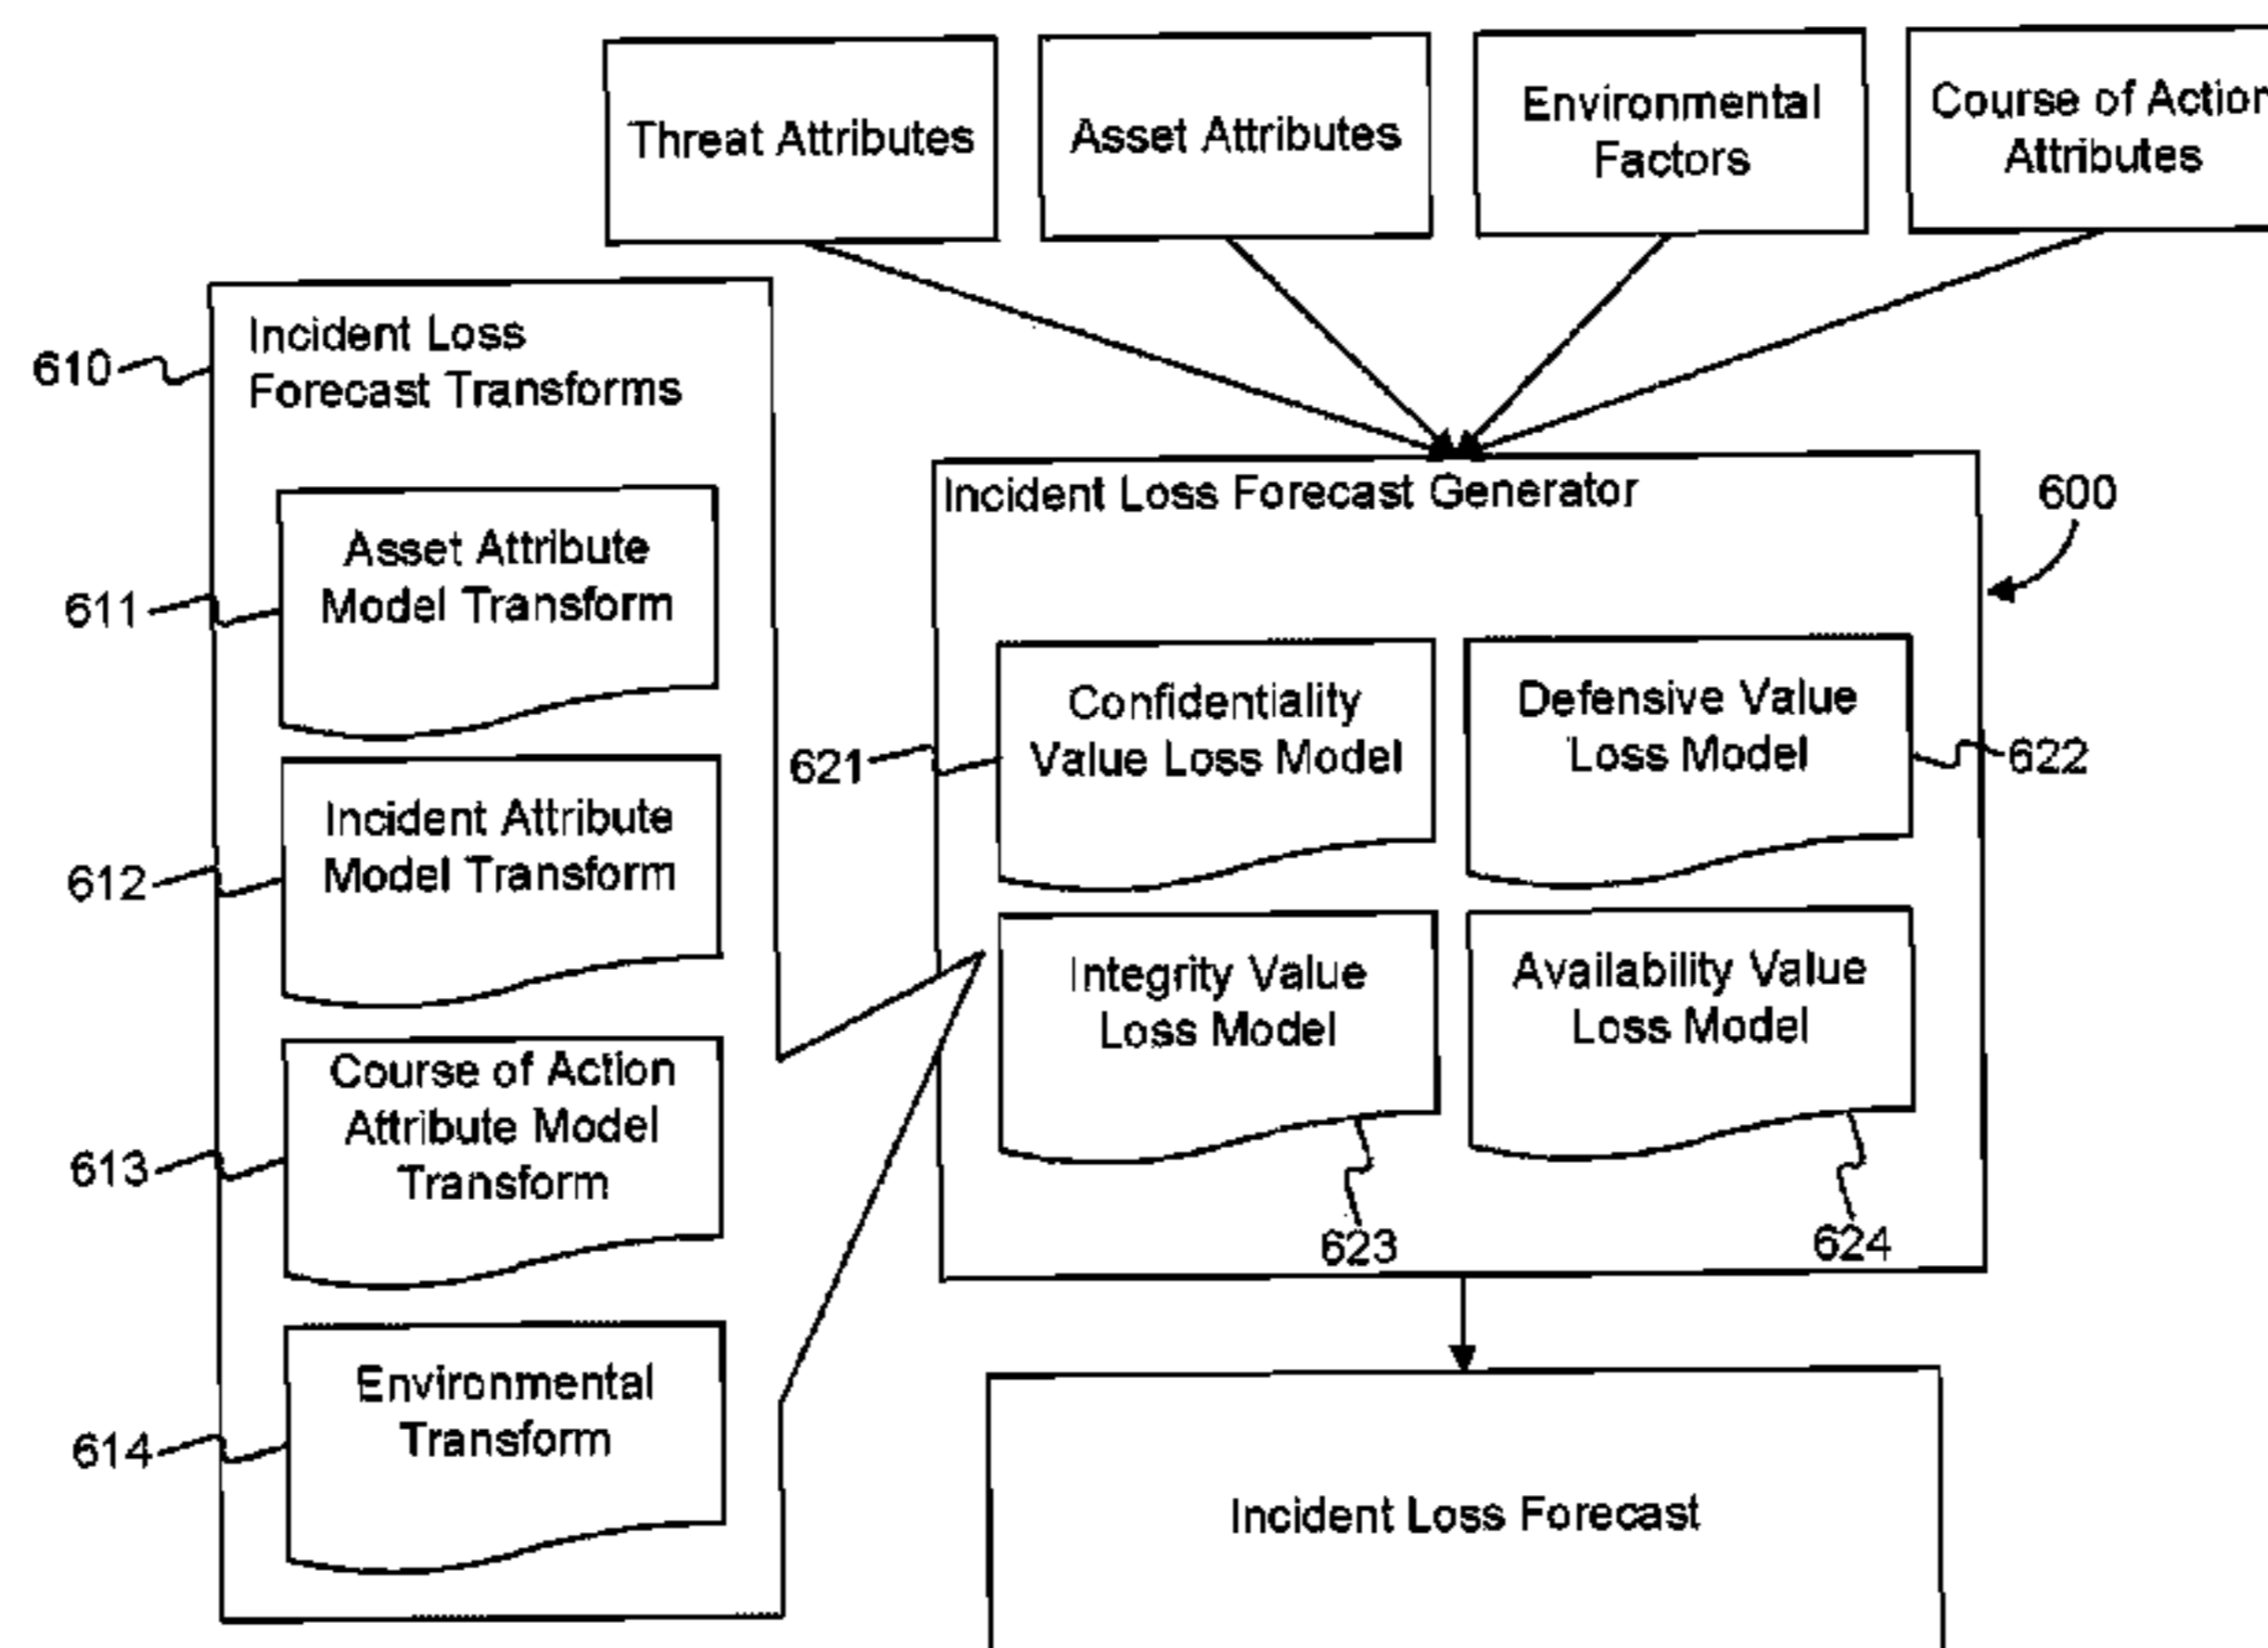 Threat Attributes
Asset Attributes
Environmental
Factors
Course of Action
Attributes
610
Incident Loss
Forecast Transforms
611
Asset Attribute
Model Transform
612
Incident Attribute
Model Transform
613
Course of Action
Attribute Model
Transform
614
Environmental
Transform
Incident Loss Forecast Generator
600
621
Confidentiality
Value Loss Model
Defensive Value
Loss Model
622
Integrity Value
Loss Model
623
Availability Value
Loss Model
624
Incident Loss Forecast